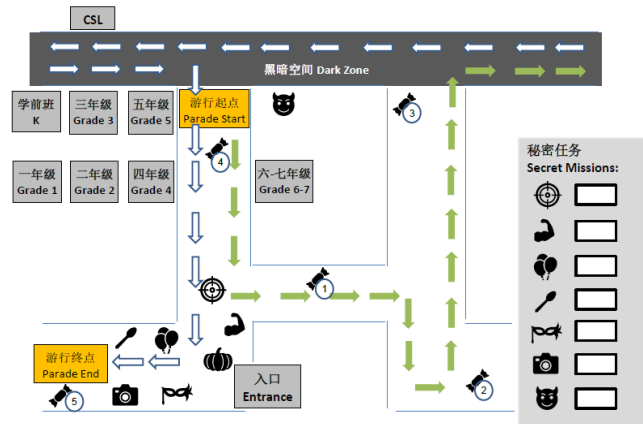 CSL
黑暗空间 Dark Zone
学前班
K
三年级
Grade 3
五年级
Grade 5
游行起点
Parade Start
3
4
一年级
Grade 1
二年级
Grade 2
四年级
Grade 4
六-七年级
Grade 6-7
秘密任务
Secret Missions:
1
游行终点
Parade End
入口
Entrance
2
5